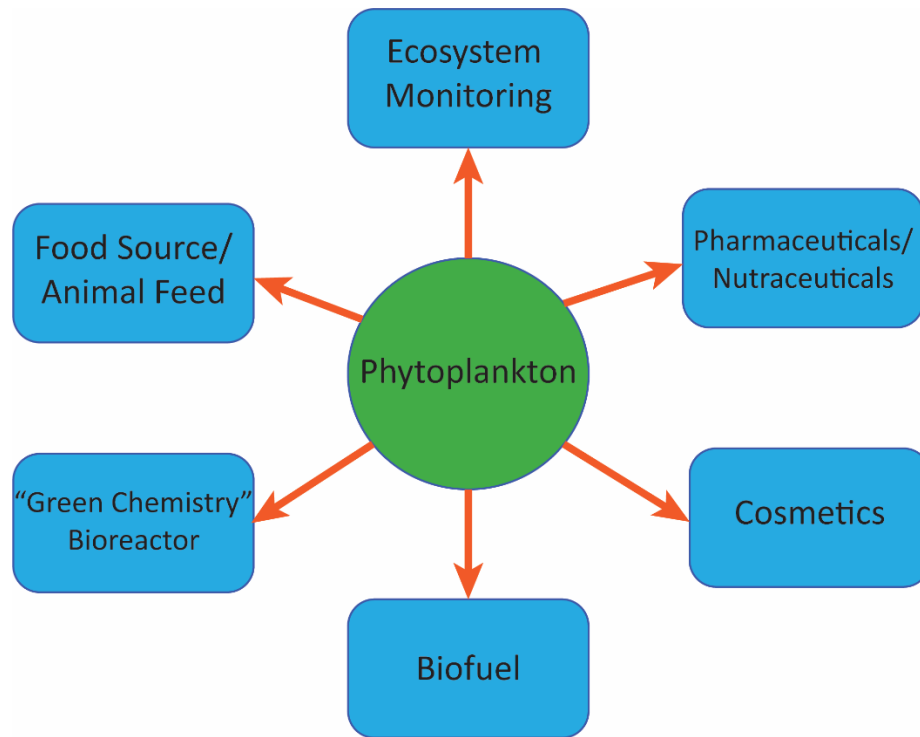 Ecosystem
Monitoring
Food Source/
Animal Feed
Pharmaceuticals/
Nutraceuticals
Phytoplankton
“Green Chemistry”
Bioreactor
Cosmetics
Biofuel